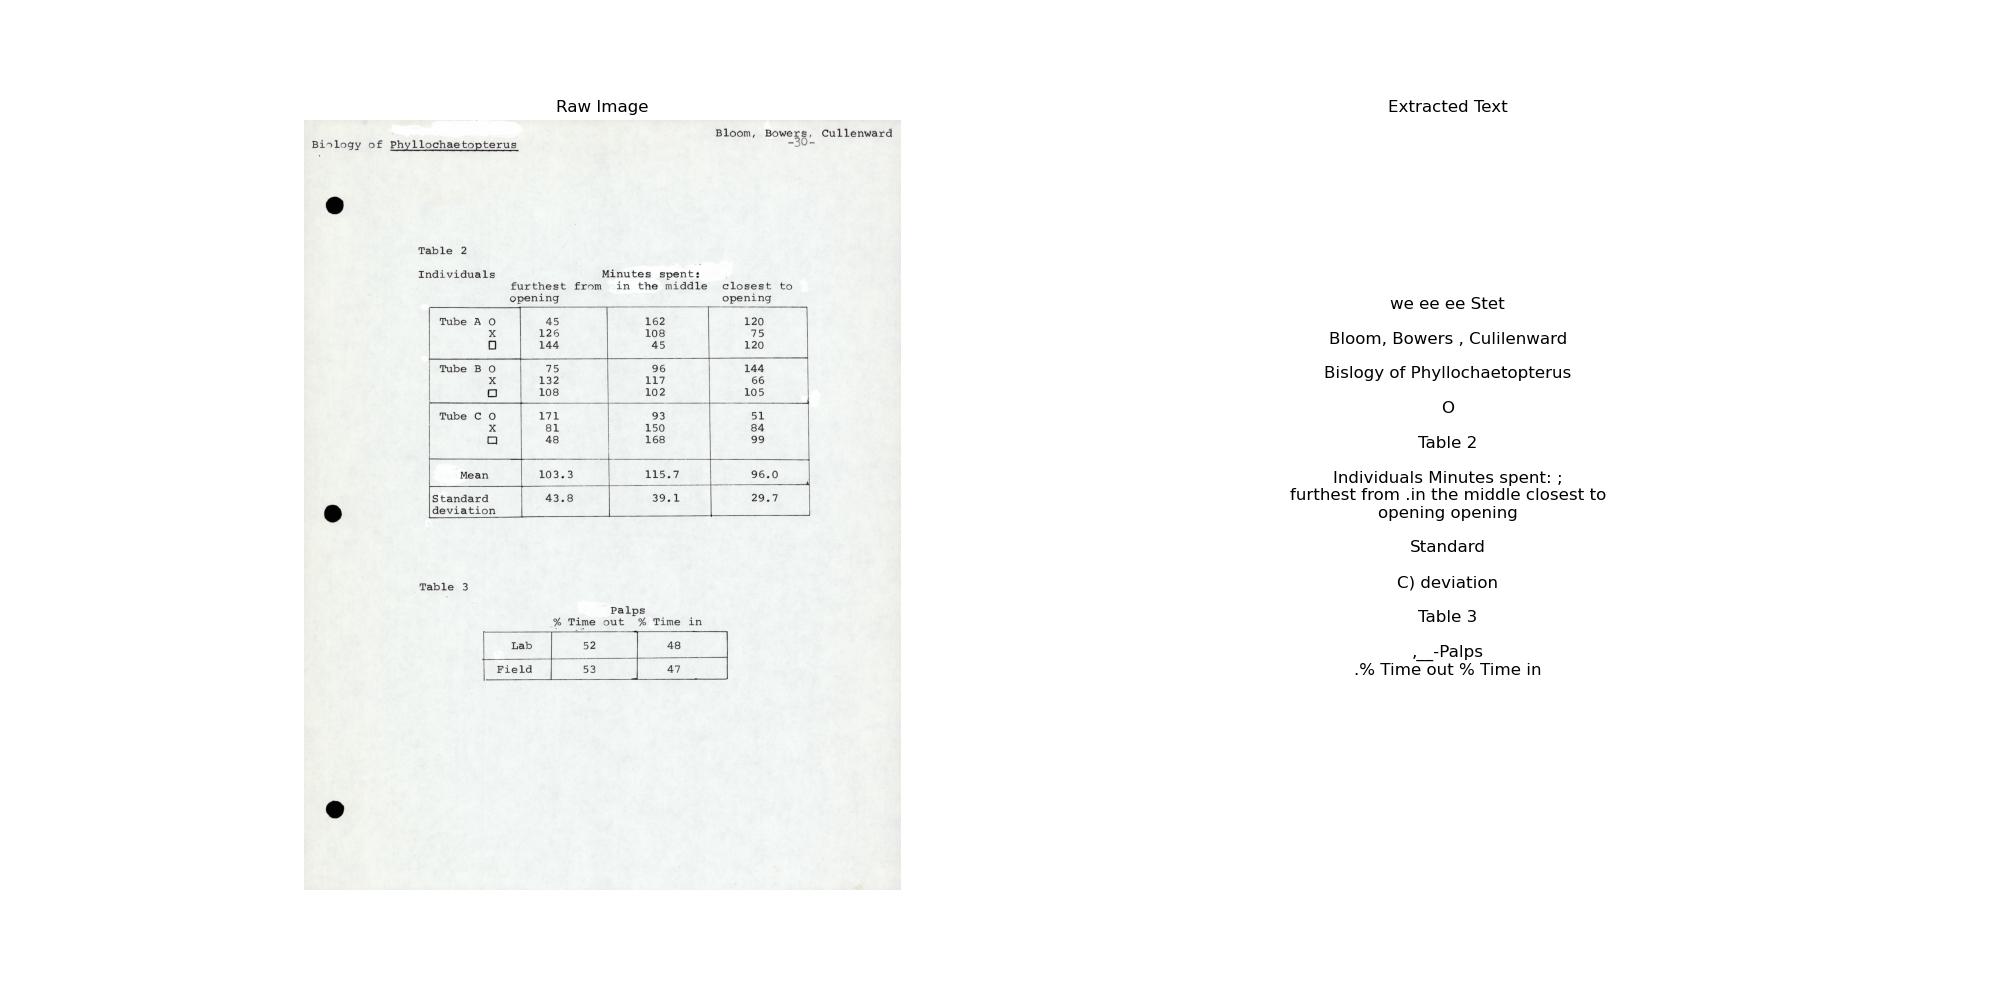 Raw Image
Bloom, Bowers, Cullenward
-30-
Biology of Phyllochaetopterus
Table 2
Individuals Minutes spent:
furthest from in the middle closest to
opening opening
Tube A O 45 162 120
X 126 108 75
□ 144 45 120
Tube B O 75 96 144
X 132 117 66
□ 108 102 105
Tube C O 171 93 51
X 81 150 84
□ 48 168 99
Mean 103.3 115.7 96.0
Standard 43.8 39.1 29.7
deviation
Table 3
Palps
% Time out % Time in
Lab 52 48
Field 53 47
Extracted Text
we ee ee Stet
Bloom, Bowers , Culilenward
Bislogy of Phyllochaetopterus
O
Table 2
Individuals Minutes spent: ;
furthest from .in the middle closest to
opening opening
Standard
C) deviation
Table 3
,__-Palps
.% Time out % Time in